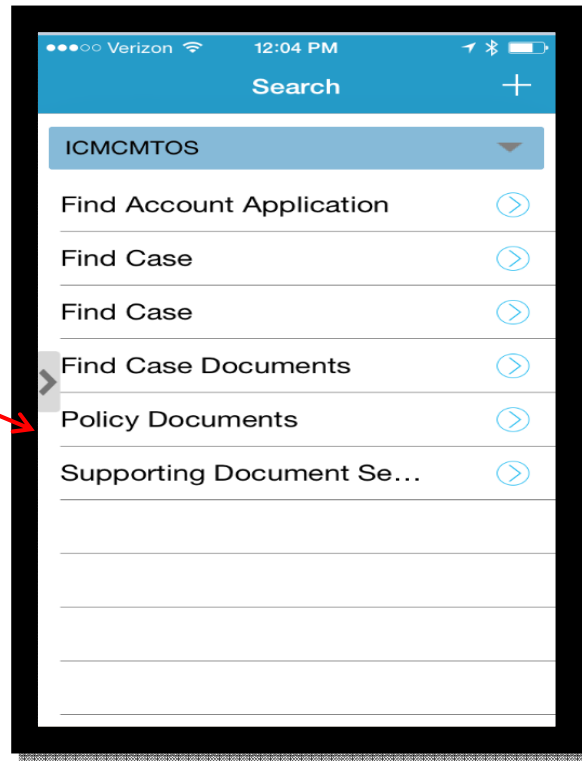 Verizon 12:04 PM
Search
ICMCMTOS
Find Account Application
Find Case
Find Case
Find Case Documents
Policy Documents
Supporting Document Se...